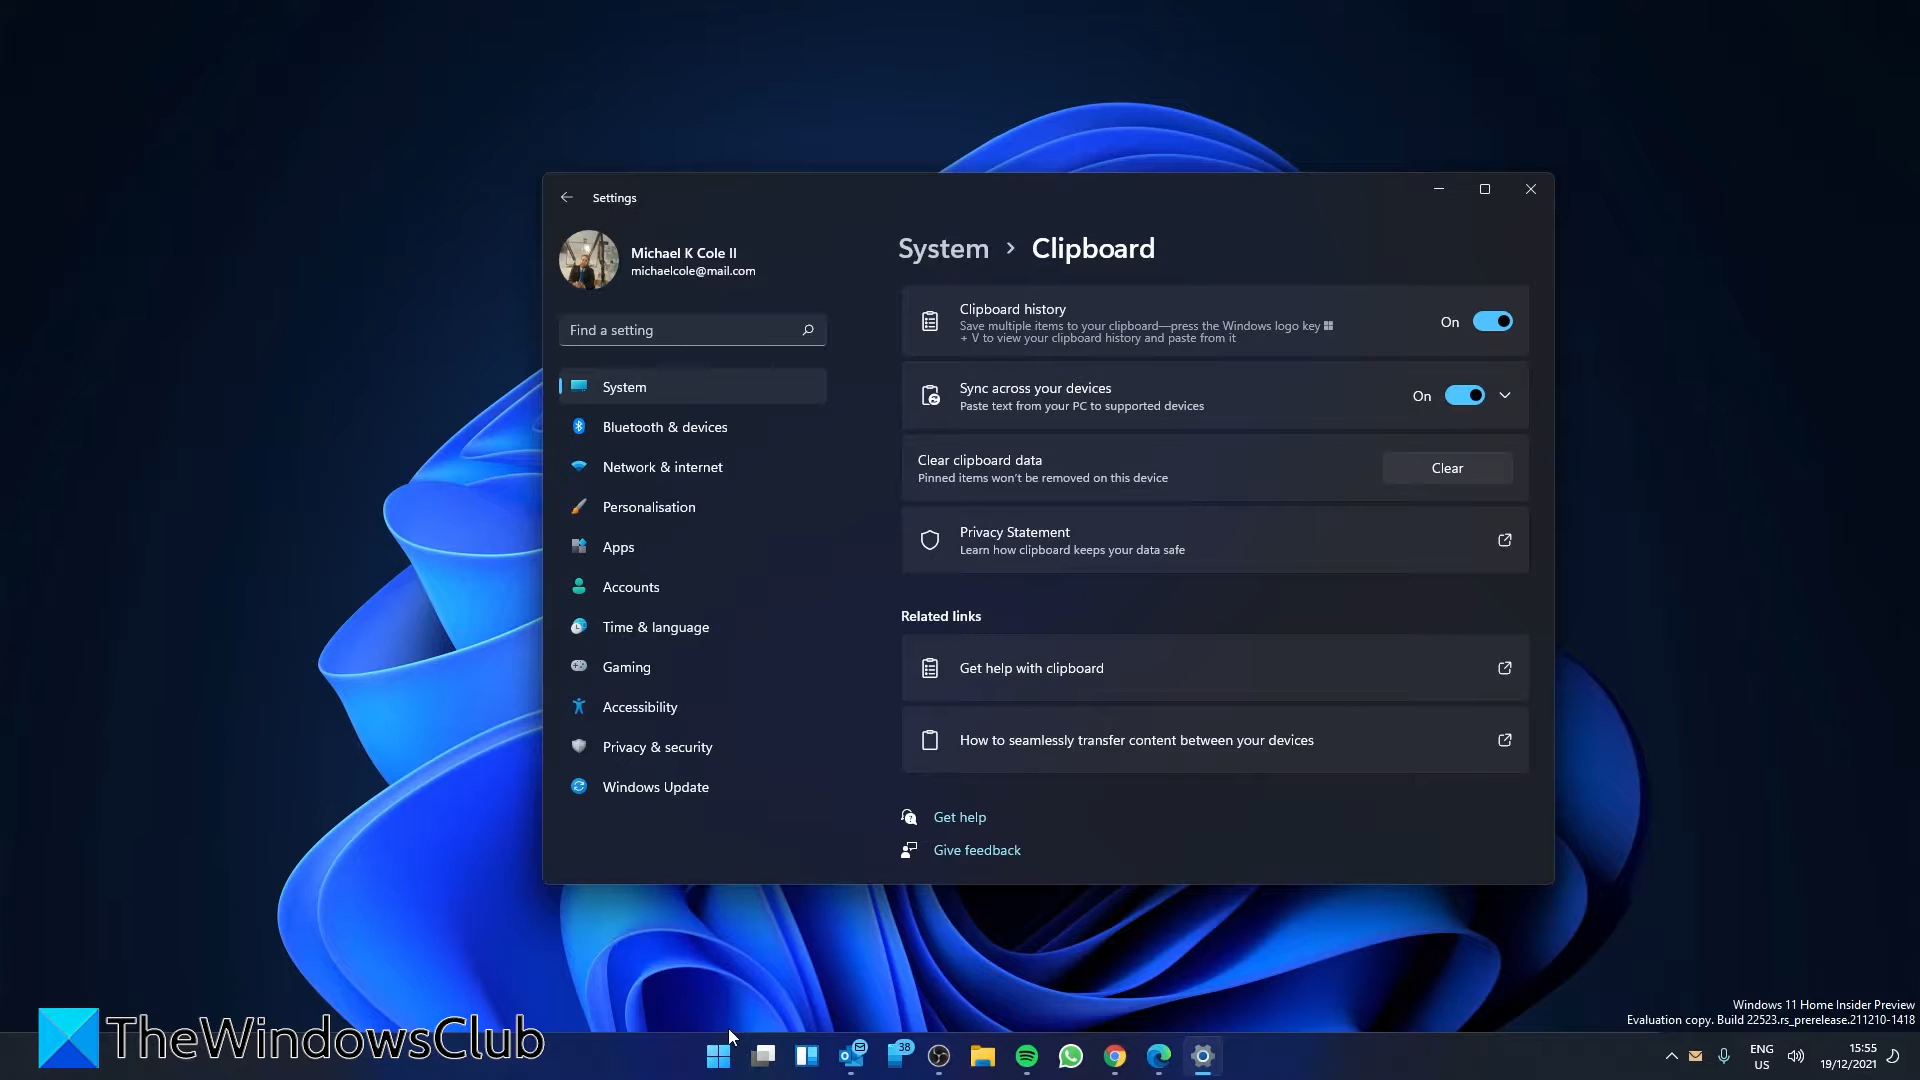 Settings
Michael K Cole II
michaelcole@mail.com
Find a setting
System
Bluetooth & devices
Network & internet
Personalisation
Apps
Accounts
Time & language
Gaming
Accessibility
Privacy & security
Windows Update
System › Clipboard
Clipboard history
Save multiple items to your clipboard—press the Windows logo key
+ V to view your clipboard history and paste from it
On
Sync across your devices
Paste text from your PC to supported devices
On
Clear clipboard data
Pinned items won't be removed on this device
Clear
Privacy Statement
Learn how clipboard keeps your data safe
Related links
Get help with clipboard
How to seamlessly transfer content between your devices
Get help
Give feedback
Windows 11 Home Insider Preview
Evaluation copy. Build 22523.rs_prerelease.211210-1418
TheWindowsClub
38
ENG
US
15:55
19/12/2021